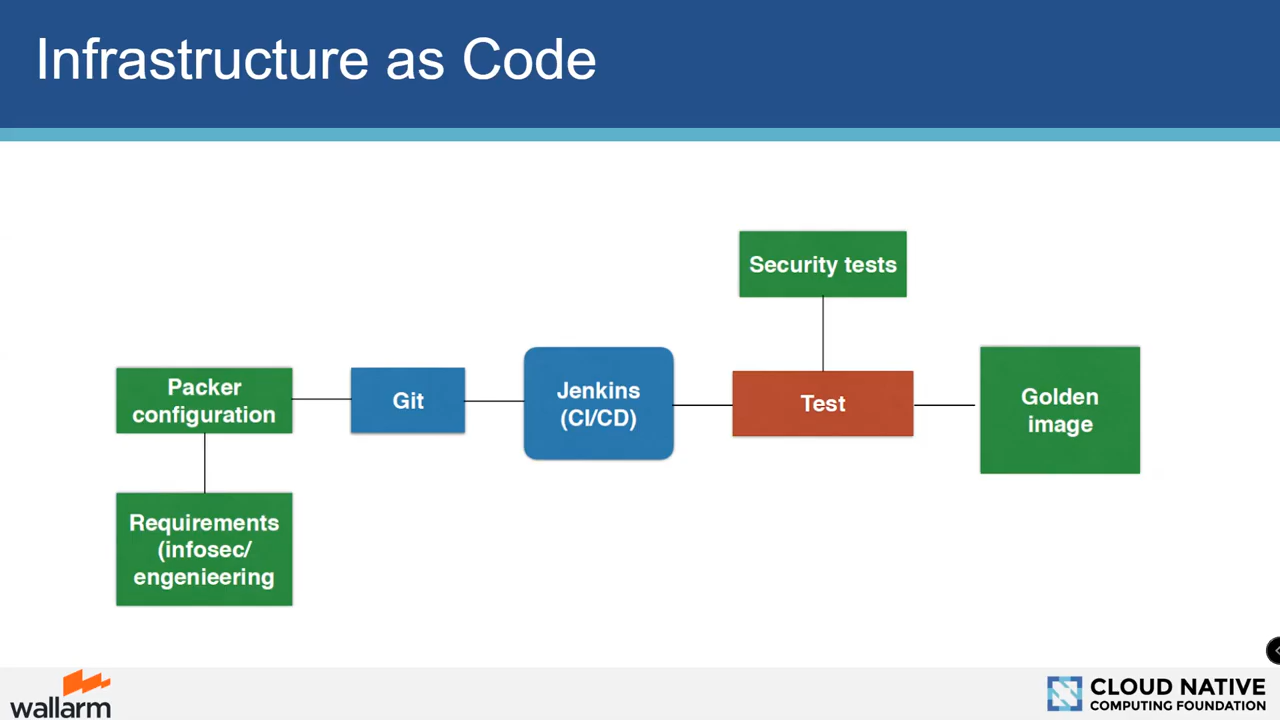 Infrastructure as Code
Security tests
Packer
configuration
Git
Jenkins
(CI/CD)
Test
Golden
image
Requirements
(infosec/
engenieering
wallarm
CLOUD NATIVE
COMPUTING FOUNDATION